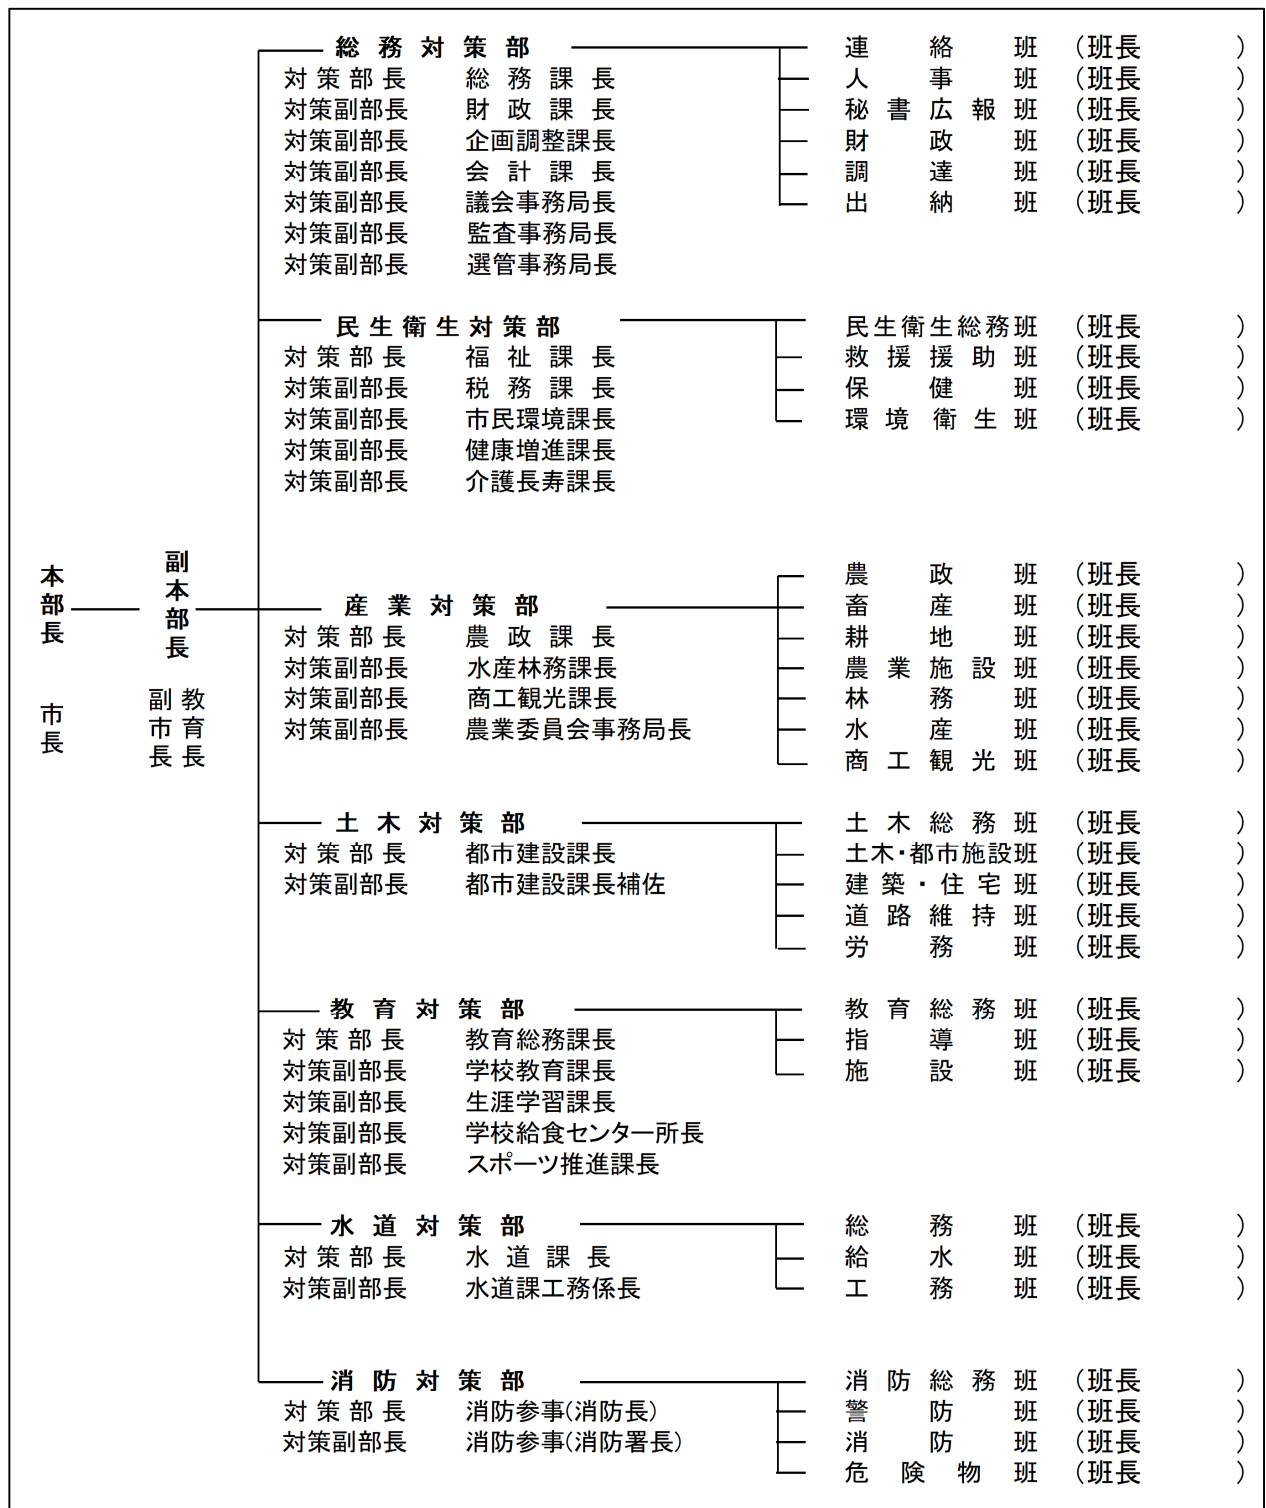 本部長 市長
副本部長 副市長 教育長
総務対策部 連絡班 （班長 ）
対策部長 総務課長 人事班 （班長 ）
対策副部長 財政課長 秘書広報班 （班長 ）
対策副部長 企画調整課長 財政班 （班長 ）
対策副部長 会計課長 調達班 （班長 ）
対策副部長 議会事務局長 出納班 （班長 ）
対策副部長 監査事務局長
対策副部長 選管事務局長
民生衛生対策部 民生衛生総務班 （班長 ）
対策部長 福祉課長 救援援助班 （班長 ）
対策副部長 税務課長 保健班 （班長 ）
対策副部長 市民環境課長 環境衛生班 （班長 ）
対策副部長 健康増進課長
対策副部長 介護長寿課長
農政班 （班長 ）
産業対策部 畜産班 （班長 ）
対策部長 農政課長 耕地班 （班長 ）
対策副部長 水産林務課長 農業施設班 （班長 ）
対策副部長 商工観光課長 林務班 （班長 ）
対策副部長 農業委員会事務局長 水産班 （班長 ）
商工観光班 （班長 ）
土木対策部 土木総務班 （班長 ）
対策部長 都市建設課長 土木・都市施設班 （班長 ）
対策副部長 都市建設課長補佐 建築・住宅班 （班長 ）
道路維持班 （班長 ）
労務班 （班長 ）
教育対策部 教育総務班 （班長 ）
対策部長 教育総務課長 指導班 （班長 ）
対策副部長 学校教育課長 施設班 （班長 ）
対策副部長 生涯学習課長
対策副部長 学校給食センター所長
対策副部長 スポーツ推進課長
水道対策部 総務班 （班長 ）
対策部長 水道課長 給水班 （班長 ）
対策副部長 水道課工務係長 工務班 （班長 ）
消防対策部 消防総務班 （班長 ）
対策部長 消防参事(消防長) 警防班 （班長 ）
対策副部長 消防参事(消防署長) 消防班 （班長 ）
危険物班 （班長 ）